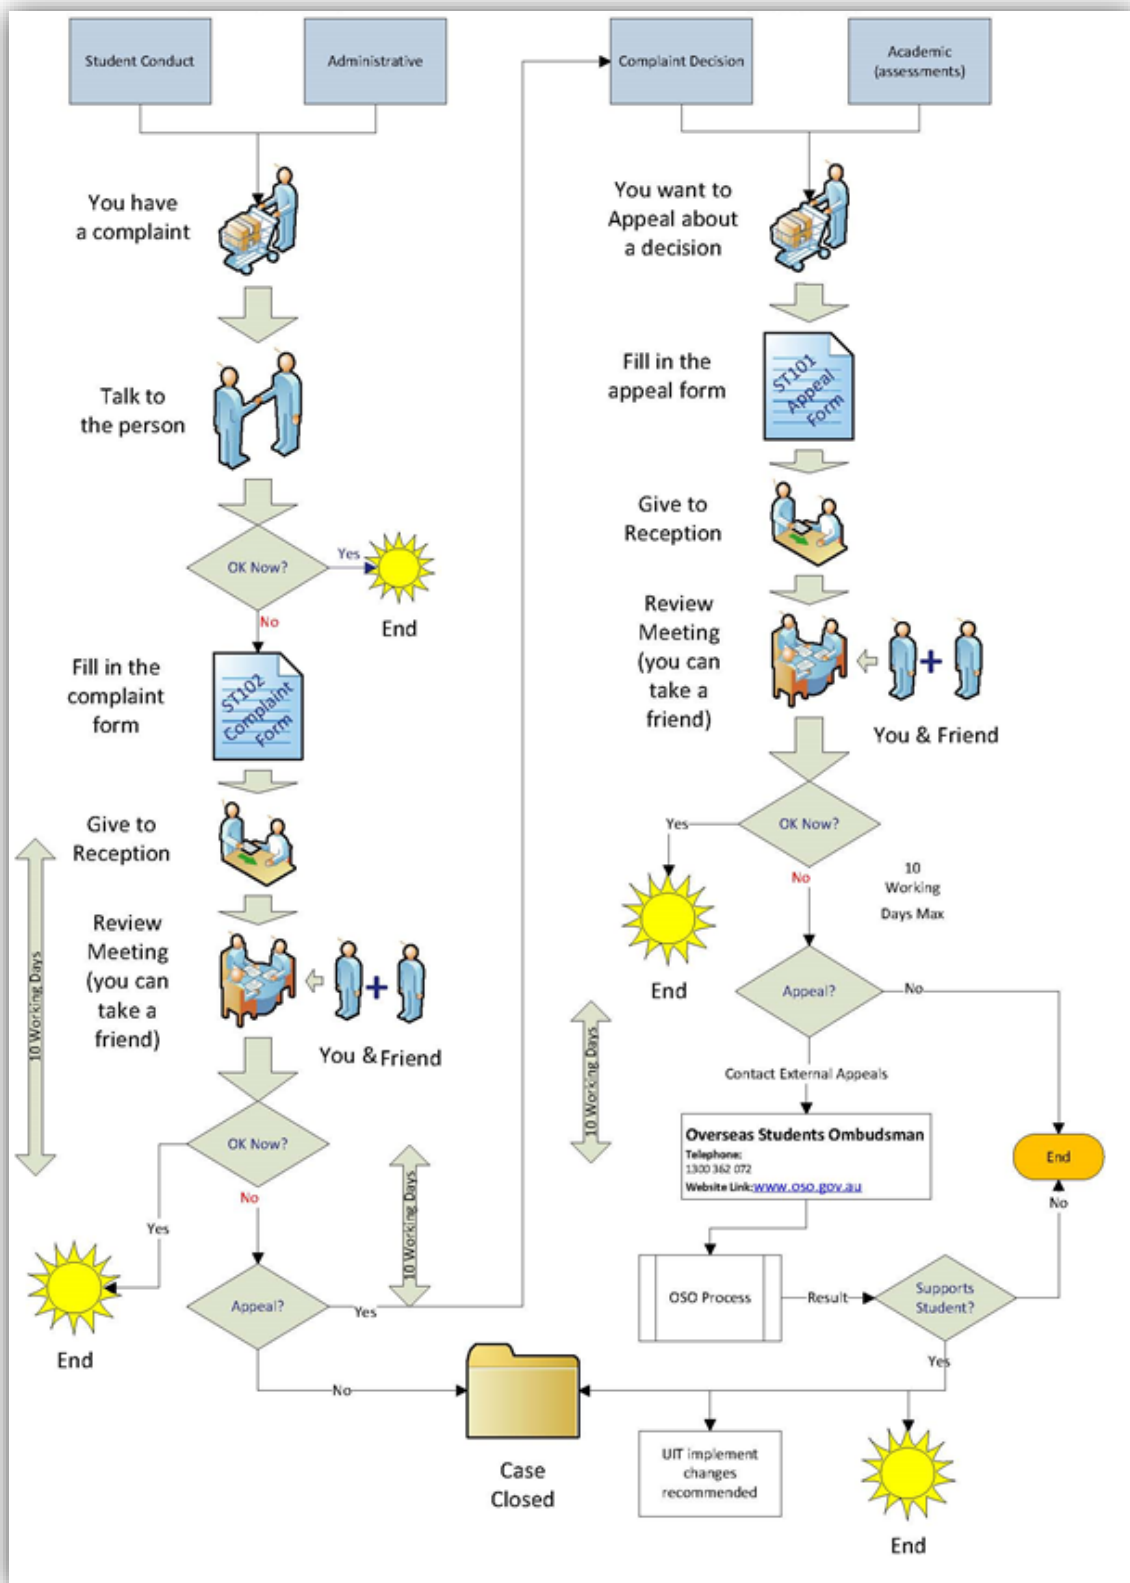 Student Conduct
Administrative
You have
a complaint
Talk to
the person
OK Now?
Yes
End
No
Fill in the
complaint
form
ST102
Complaint
Form
Give to
Reception
10 Working Days
Review
Meeting
(you can
take a
friend)
+
You & Friend
OK Now?
No
Yes
End
10 Working Days
Appeal?
Yes
No
Case
Closed
Complaint Decision
Academic
(assessments)
You want to
Appeal about
a decision
Fill in the
appeal form
ST101
Appeal
Form
Give to
Reception
Review
Meeting
(you can
take a
friend)
+
You & Friend
OK Now?
Yes
End
No
10
Working
Days Max
Appeal?
No
10 Working Days
Contact External Appeals
Overseas Students Ombudsman
Telephone:
1300 362 072
Website Link:www.oso.gov.au
End
No
OSO Process
Result
Supports
Student?
Yes
UIT implement
changes
recommended
End